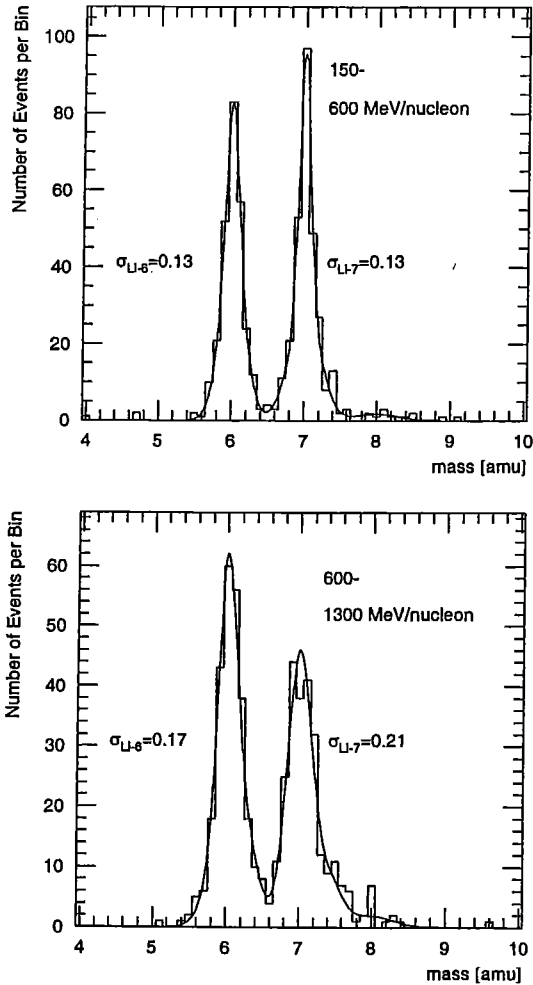 Number of Events per Bin
100
80
60
40
20
0
150-
600 MeV/nucleon
σLI-6=0.13
σLI-7=0.13
4 5 6 7 8 9 10
mass [amu]
Number of Events per Bin
60
50
40
30
20
10
0
600-
1300 MeV/nucleon
σLI-6=0.17
σLI-7=0.21
4 5 6 7 8 9 10
mass [amu]